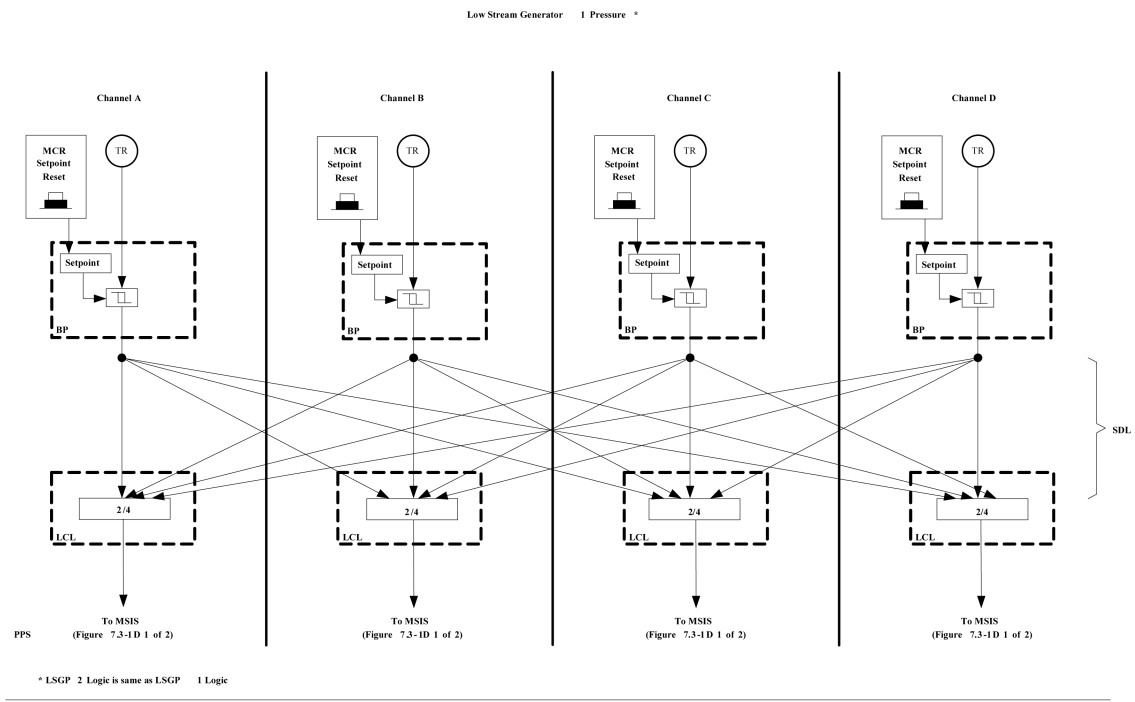 Low Stream Generator 1 Pressure *
Channel A
Channel B
Channel C
Channel D
MCR
Setpoint
Reset
TR
MCR
Setpoint
Reset
TR
MCR
Setpoint
Reset
TR
MCR
Setpoint
Reset
TR
Setpoint
Setpoint
Setpoint
Setpoint
BP
BP
BP
BP
SDL
2/4
2/4
2/4
2/4
LCL
LCL
LCL
LCL
To MSIS
(Figure 7.3-1D 1 of 2)
To MSIS
(Figure 7.3-1D 1 of 2)
To MSIS
(Figure 7.3-1D 1 of 2)
To MSIS
(Figure 7.3-1D 1 of 2)
PPS
* LSGP 2 Logic is same as LSGP 1 Logic